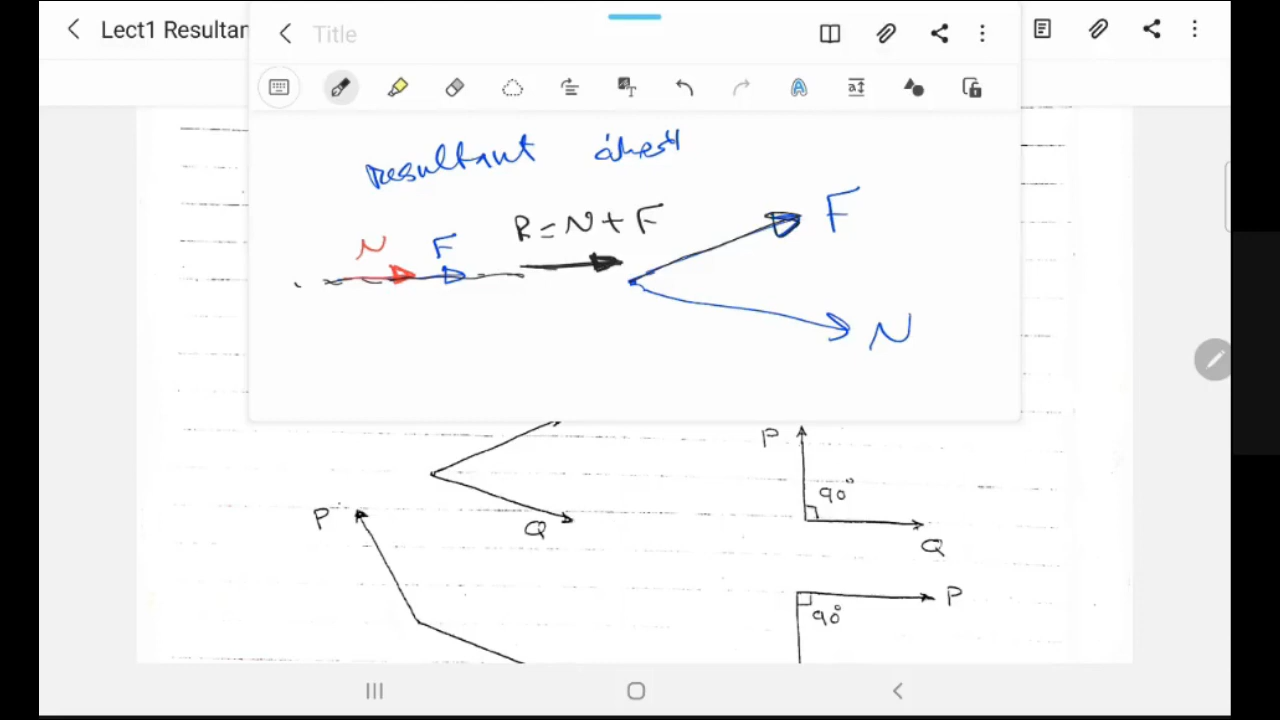 Lect1 Resultan
Title
resultant
R = N + F
N
F
F
N
P
90°
Q
P
Q
P
90°